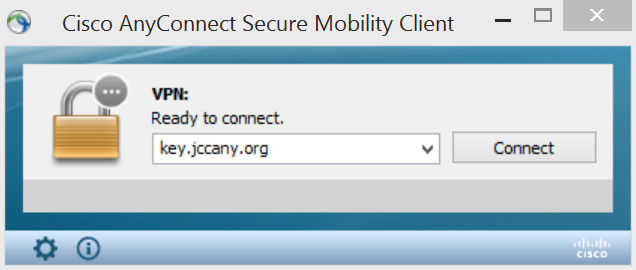 Cisco AnyConnect Secure Mobility Client
VPN:
Ready to connect.
key.jccany.org
Connect
CISCO